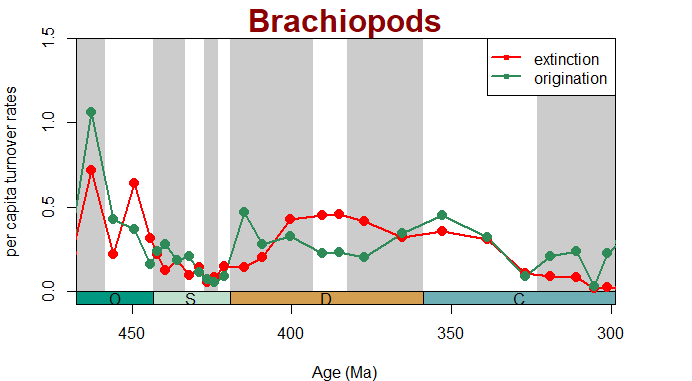 Brachiopods
extinction
origination
per capita turnover rates
1.5
1.0
0.5
0.0
O S D C
450 400 350 300
Age (Ma)